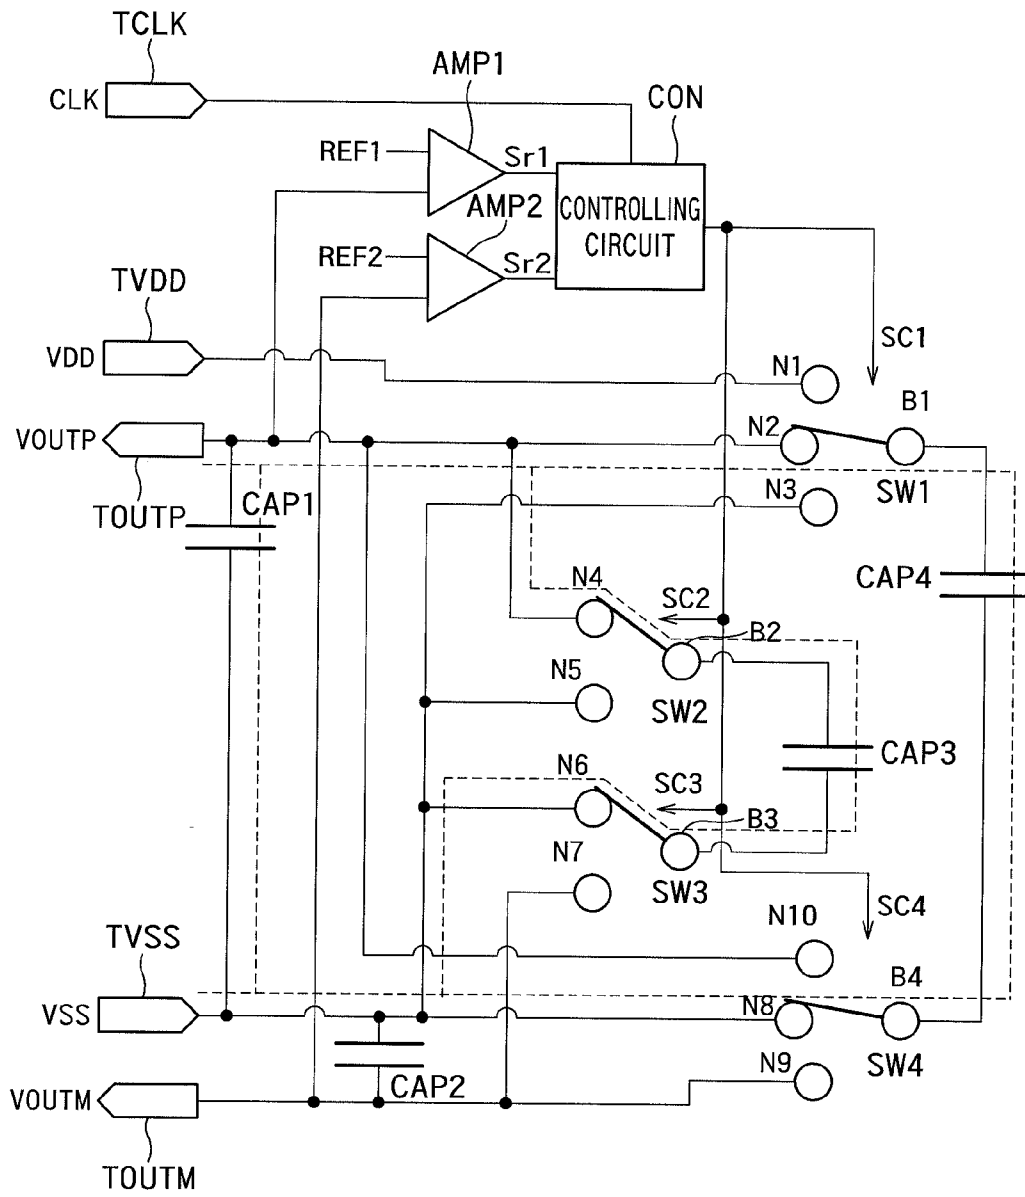 TCLK
CLK
AMP1
CON
REF1
Sr1
AMP2
CONTROLLING
CIRCUIT
REF2
Sr2
TVDD
VDD
SC1
N1
B1
VOUTP
N2
SW1
TOUTP
CAP1
N3
N4
SC2
CAP4
B2
N5
SW2
N6
SC3
CAP3
B3
N7
SW3
N10
SC4
TVSS
B4
VSS
N8
SW4
N9
VOUTM
CAP2
TOUTM